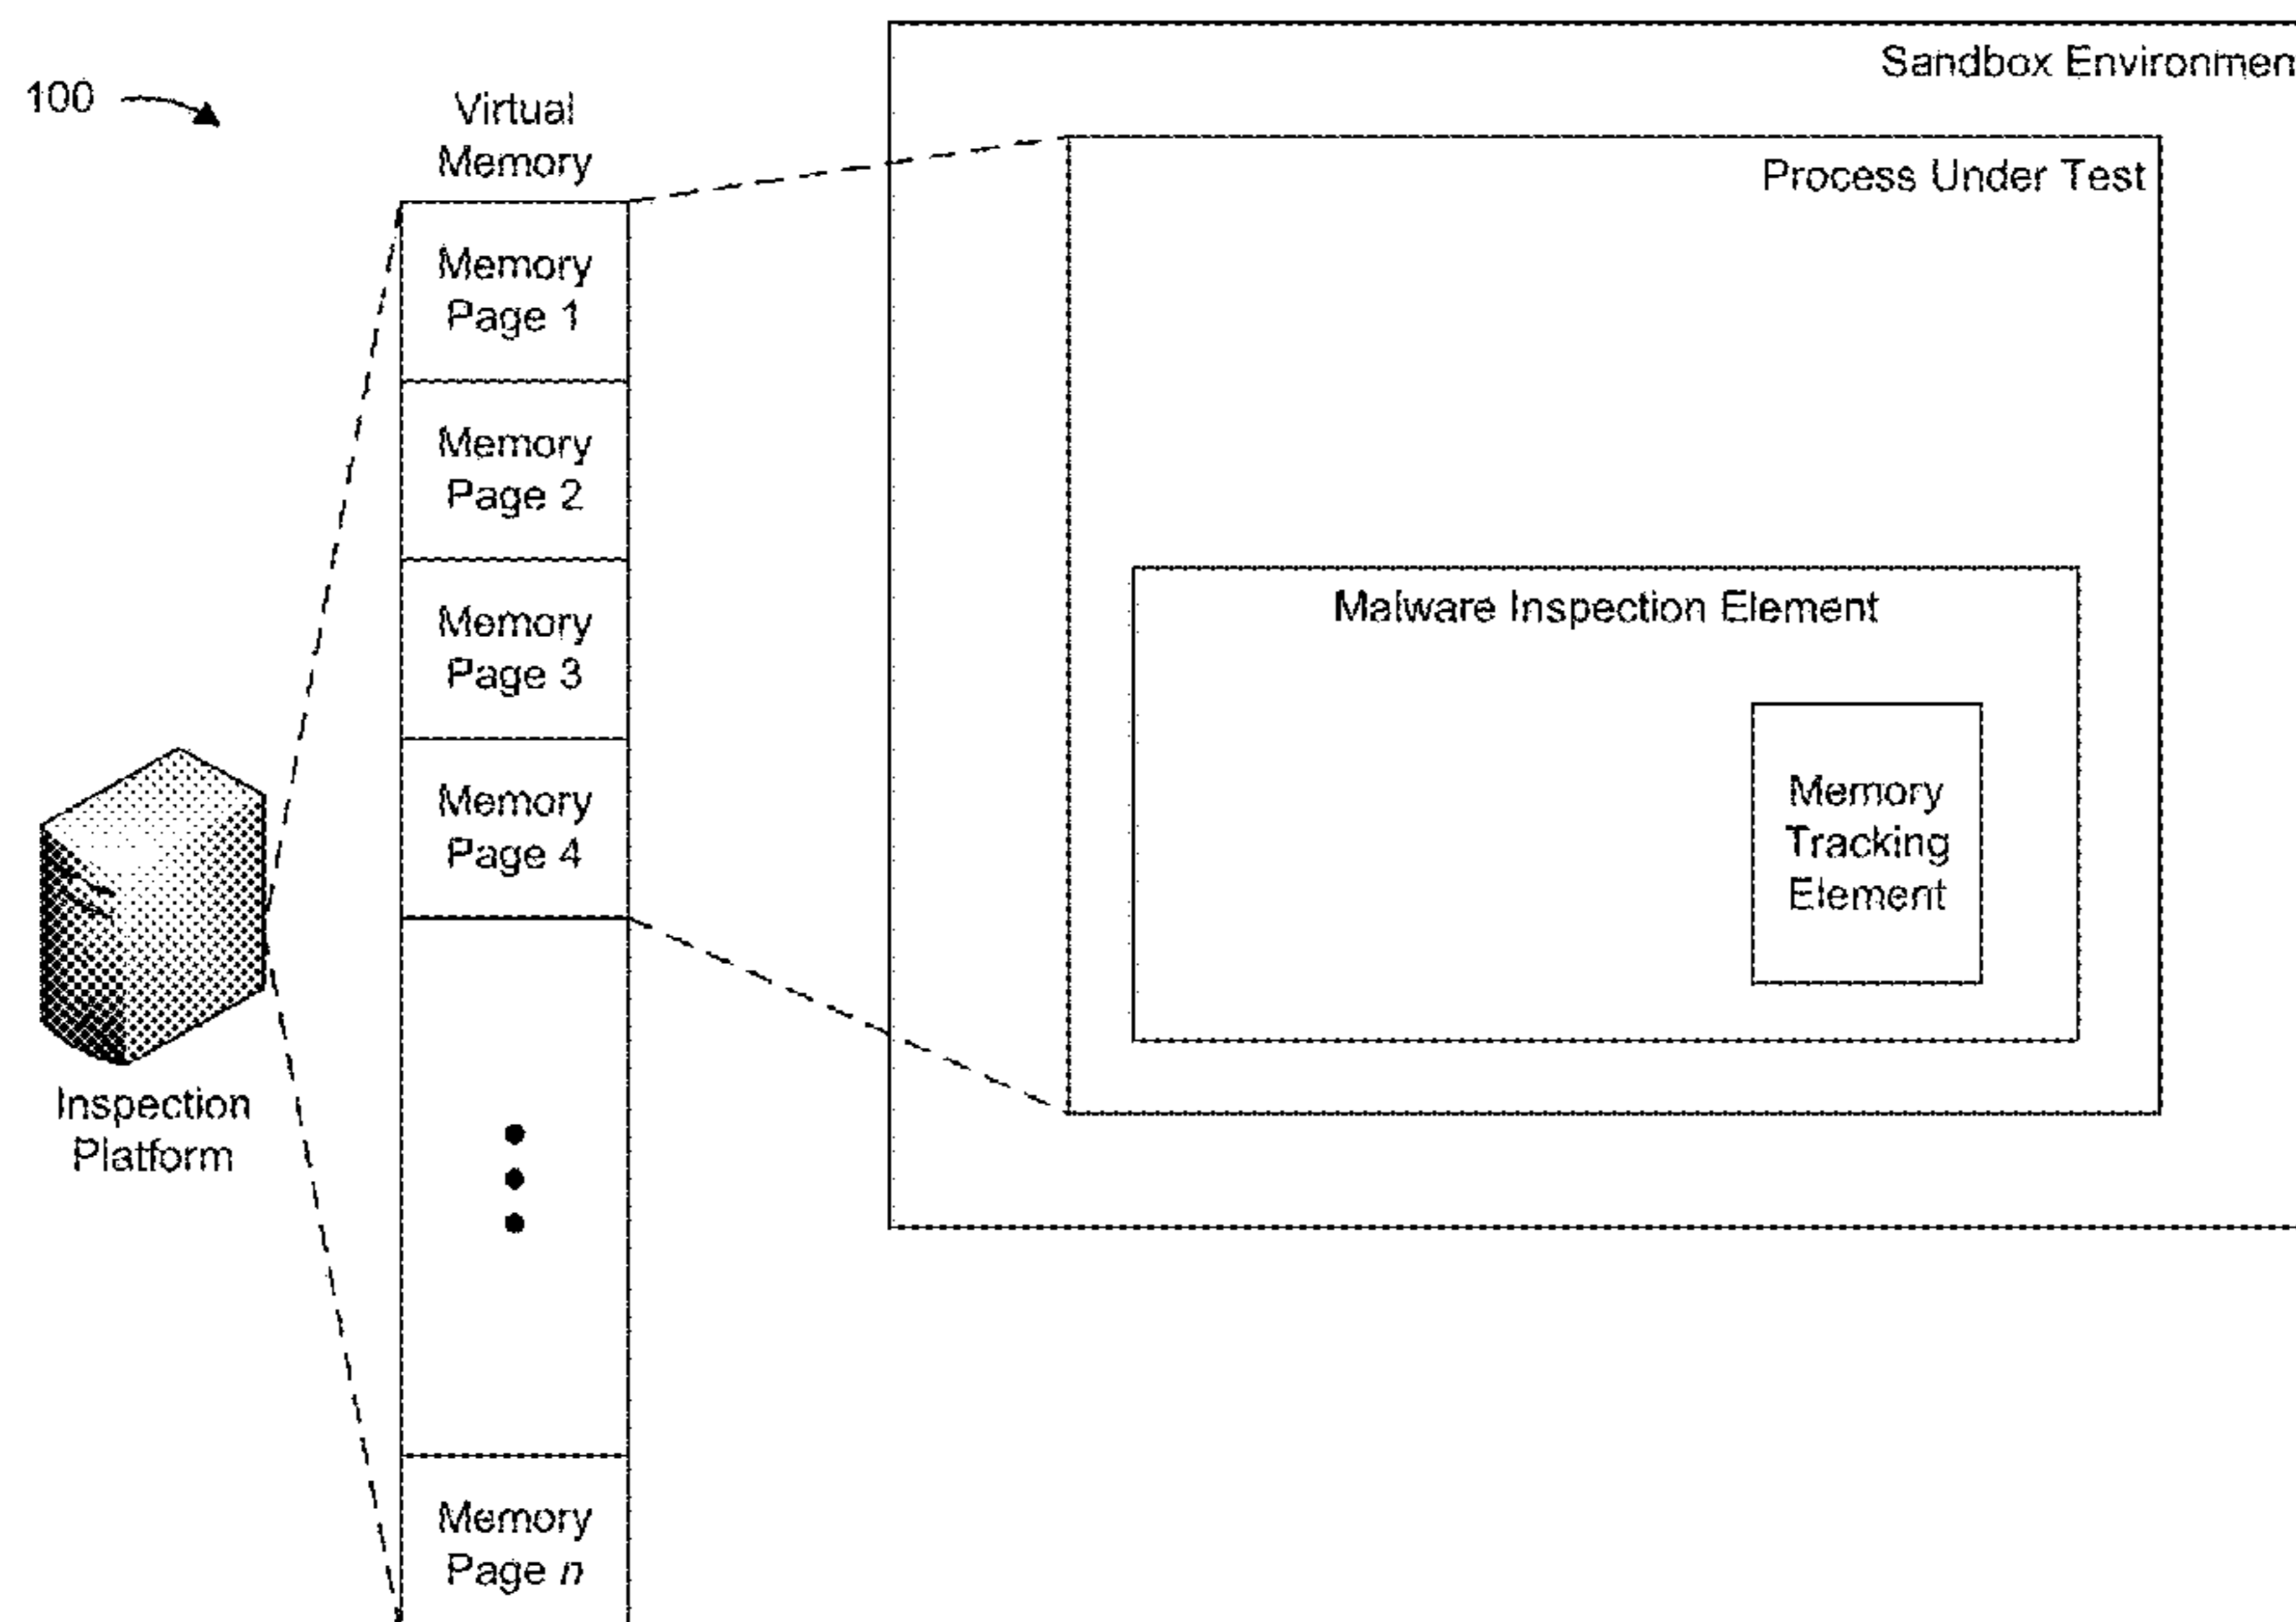 100
Virtual
Memory
Memory
Page 1
Memory
Page 2
Memory
Page 3
Memory
Page 4
Memory
Page n
Inspection
Platform
Sandbox Environmen
Process Under Test
Malware Inspection Element
Memory
Tracking
Element